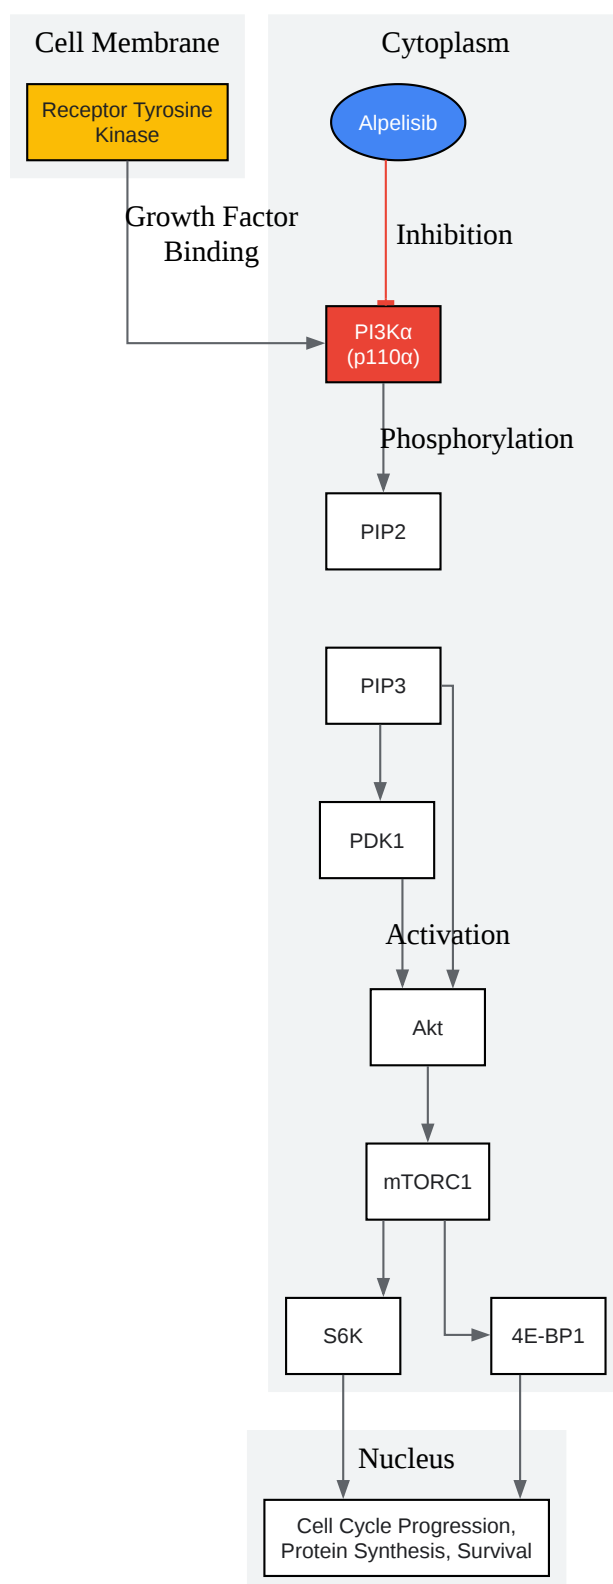 Cell Membrane
Cytoplasm
Receptor Tyrosine
Kinase
Alpelisib
Growth Factor
Binding
Inhibition
PI3Kα
(p110α)
Phosphorylation
PIP2
PIP3
PDK1
Activation
Akt
mTORC1
S6K
4E-BP1
Nucleus
Cell Cycle Progression,
Protein Synthesis, Survival